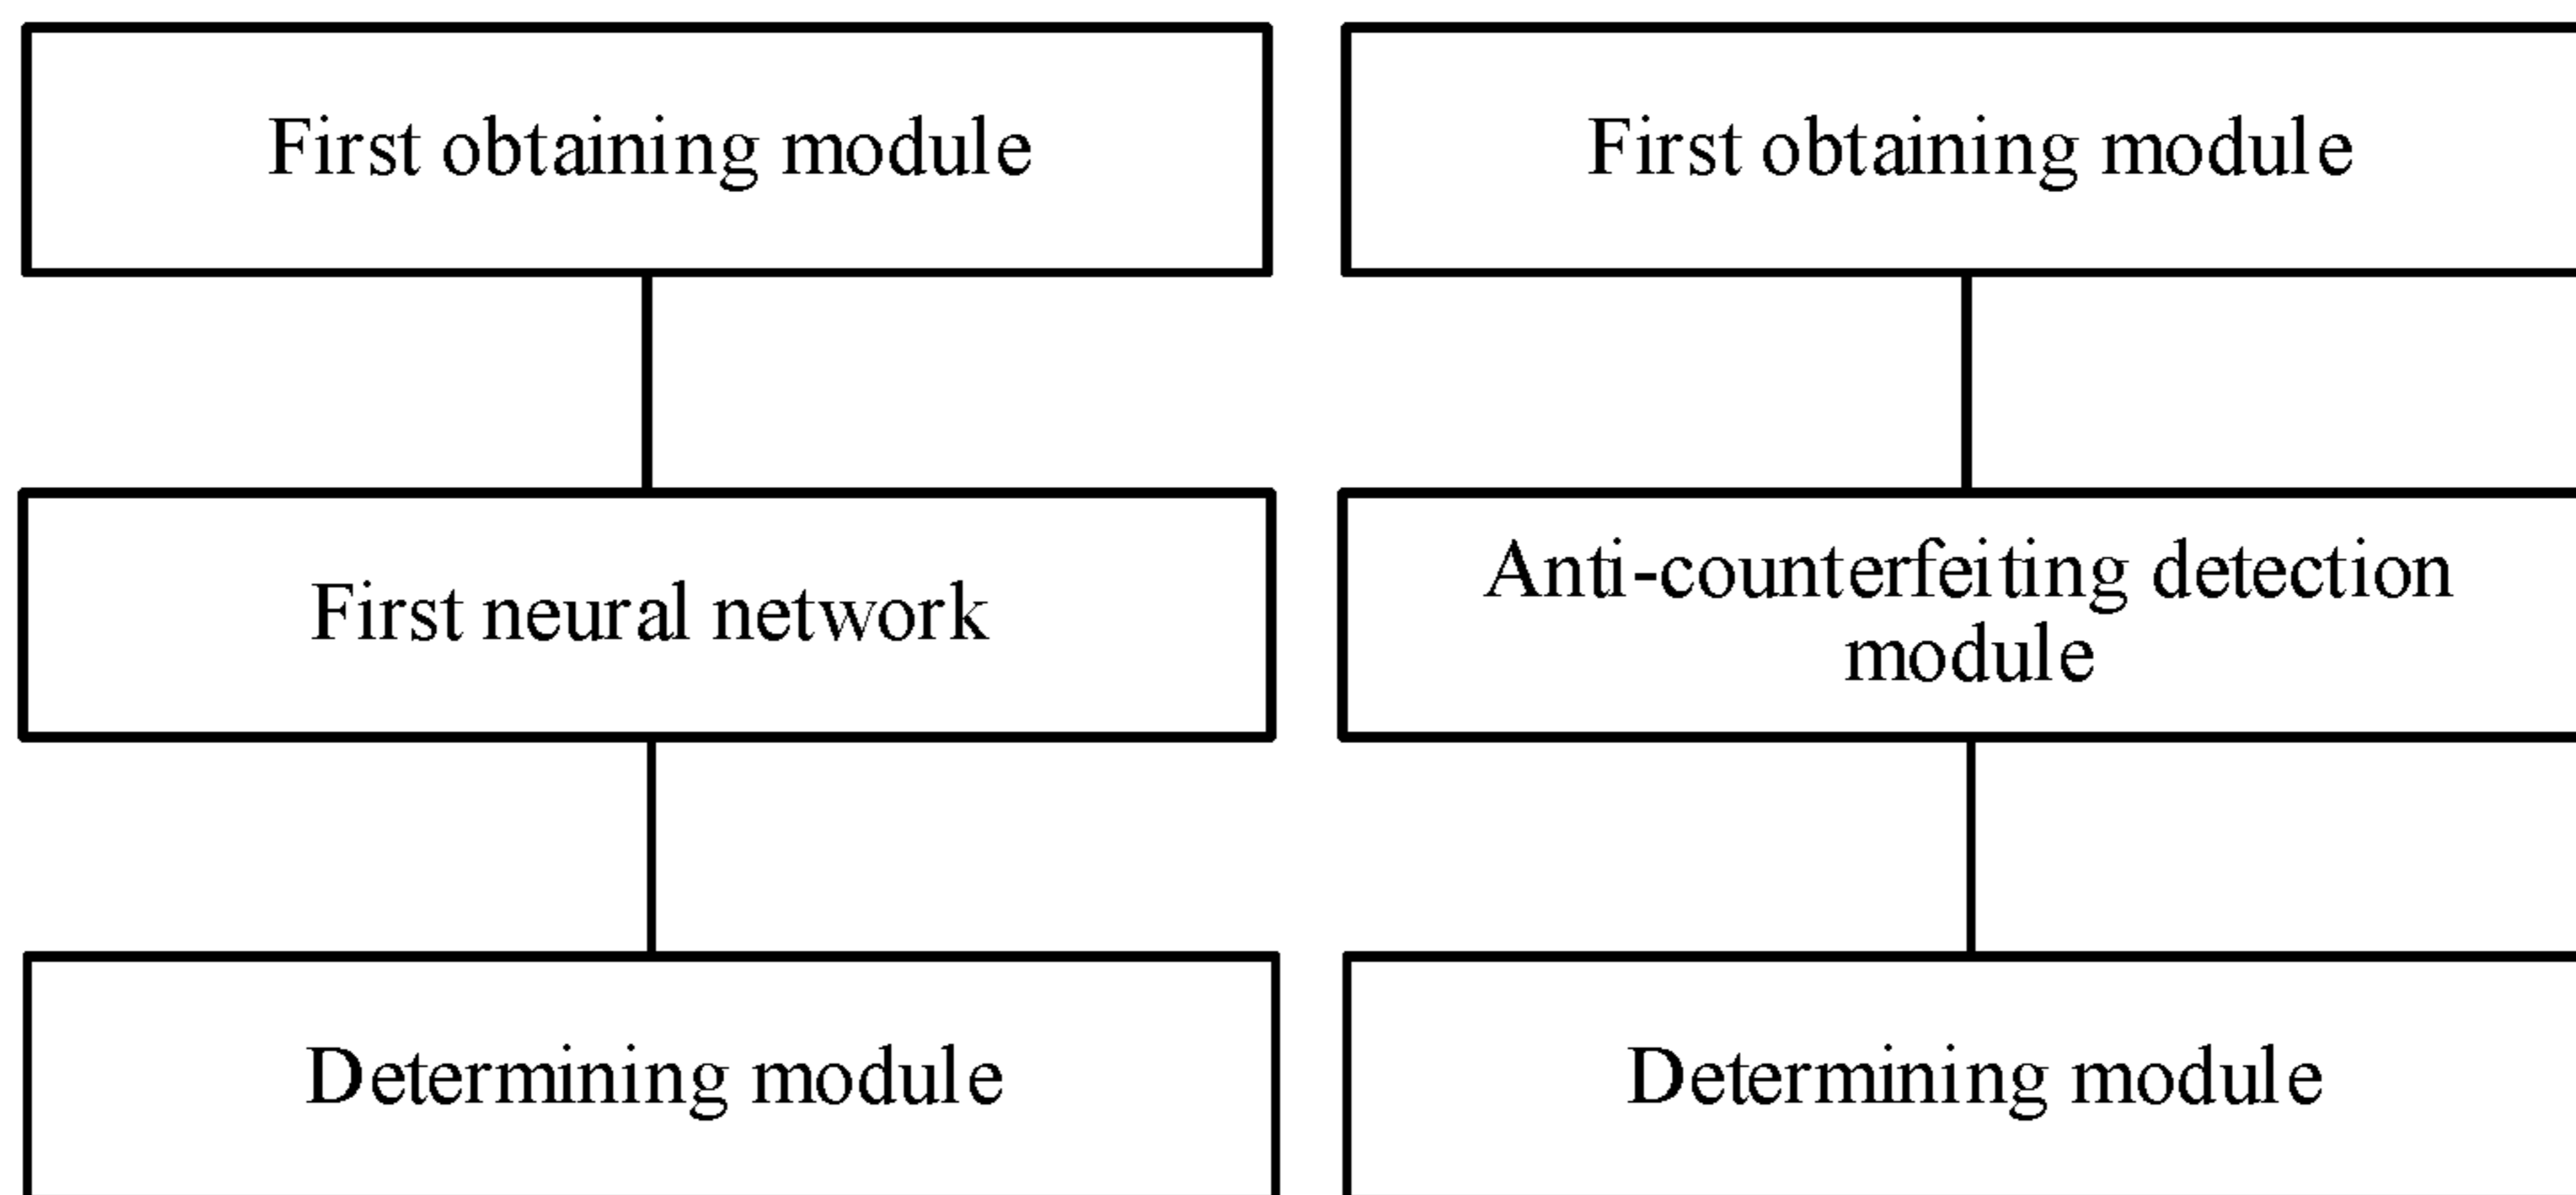 First obtaining module
First neural network
Determining module
First obtaining module
Anti-counterfeiting detection
module
Determining module